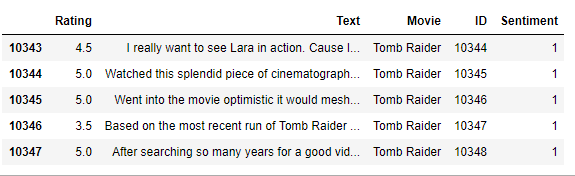 Rating Text Movie ID Sentiment
10343 4.5 I really want to see Lara in action. Cause I... Tomb Raider 10344 1
10344 5.0 Watched this splendid piece of cinematograph... Tomb Raider 10345 1
10345 5.0 Went into the movie optimistic it would mesh... Tomb Raider 10346 1
10346 3.5 Based on the most recent run of Tomb Raider ... Tomb Raider 10347 1
10347 5.0 After searching so many years for a good vid... Tomb Raider 10348 1